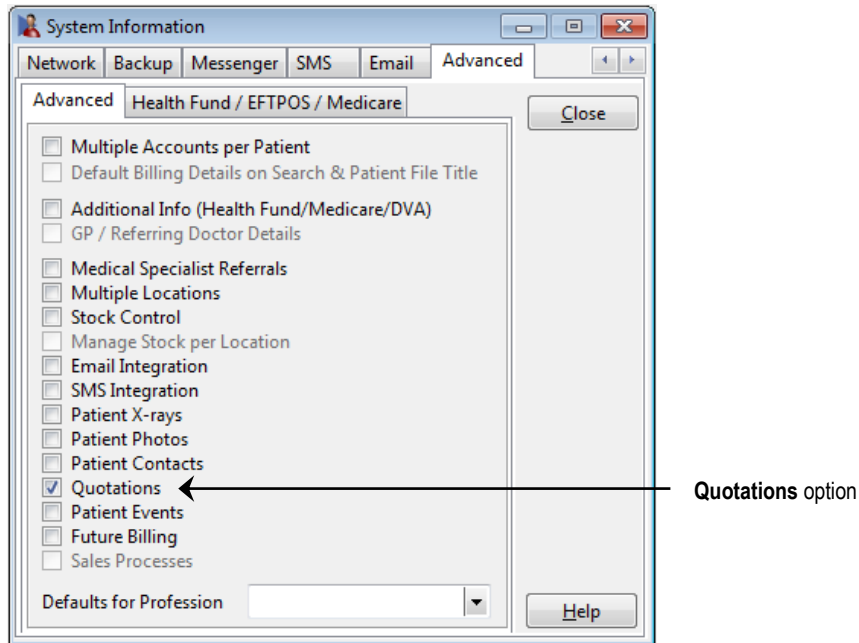 System Information
Network Backup Messenger SMS Email Advanced
Advanced Health Fund / EFTPOS / Medicare
Close
Multiple Accounts per Patient
Default Billing Details on Search & Patient File Title
Additional Info (Health Fund/Medicare/DVA)
GP / Referring Doctor Details
Medical Specialist Referrals
Multiple Locations
Stock Control
Manage Stock per Location
Email Integration
SMS Integration
Patient X-rays
Patient Photos
Patient Contacts
Quotations
Quotations option
Patient Events
Future Billing
Sales Processes
Defaults for Profession
Help